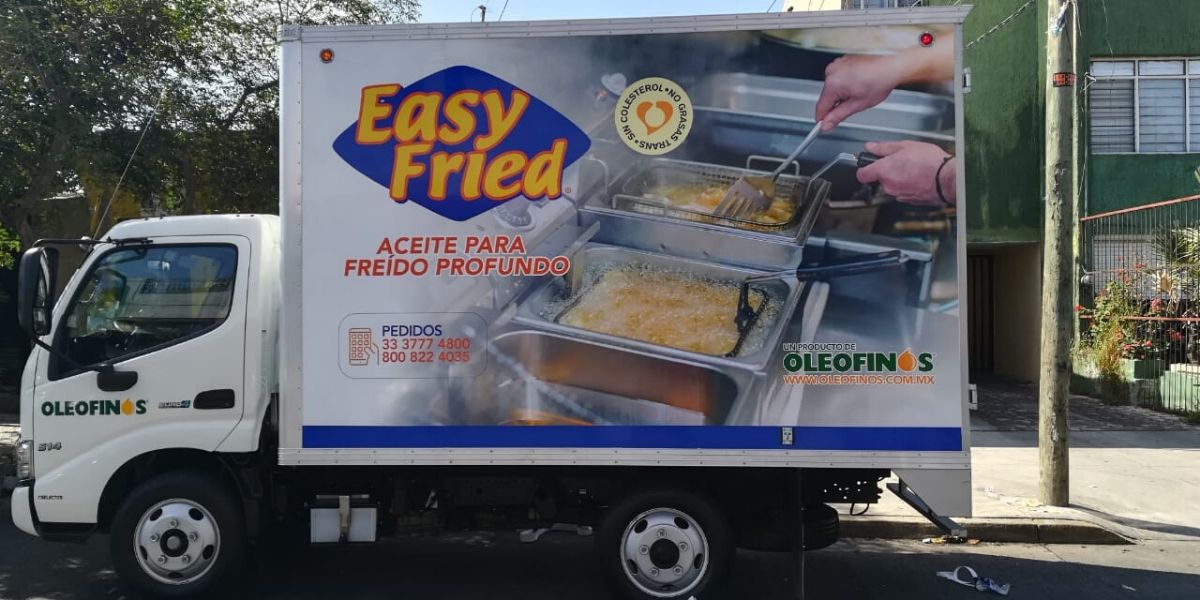 Easy
Fried®
SIN COLESTEROL • NO GRASAS TRANS •
ACEITE PARA
FREÍDO PROFUNDO
PEDIDOS
33 3777 4800
800 822 4035
UN PRODUCTO DE
OLEOFINOS
WWW.OLEOFINOS.COM.MX
OLEOFINOS
EURO4
514